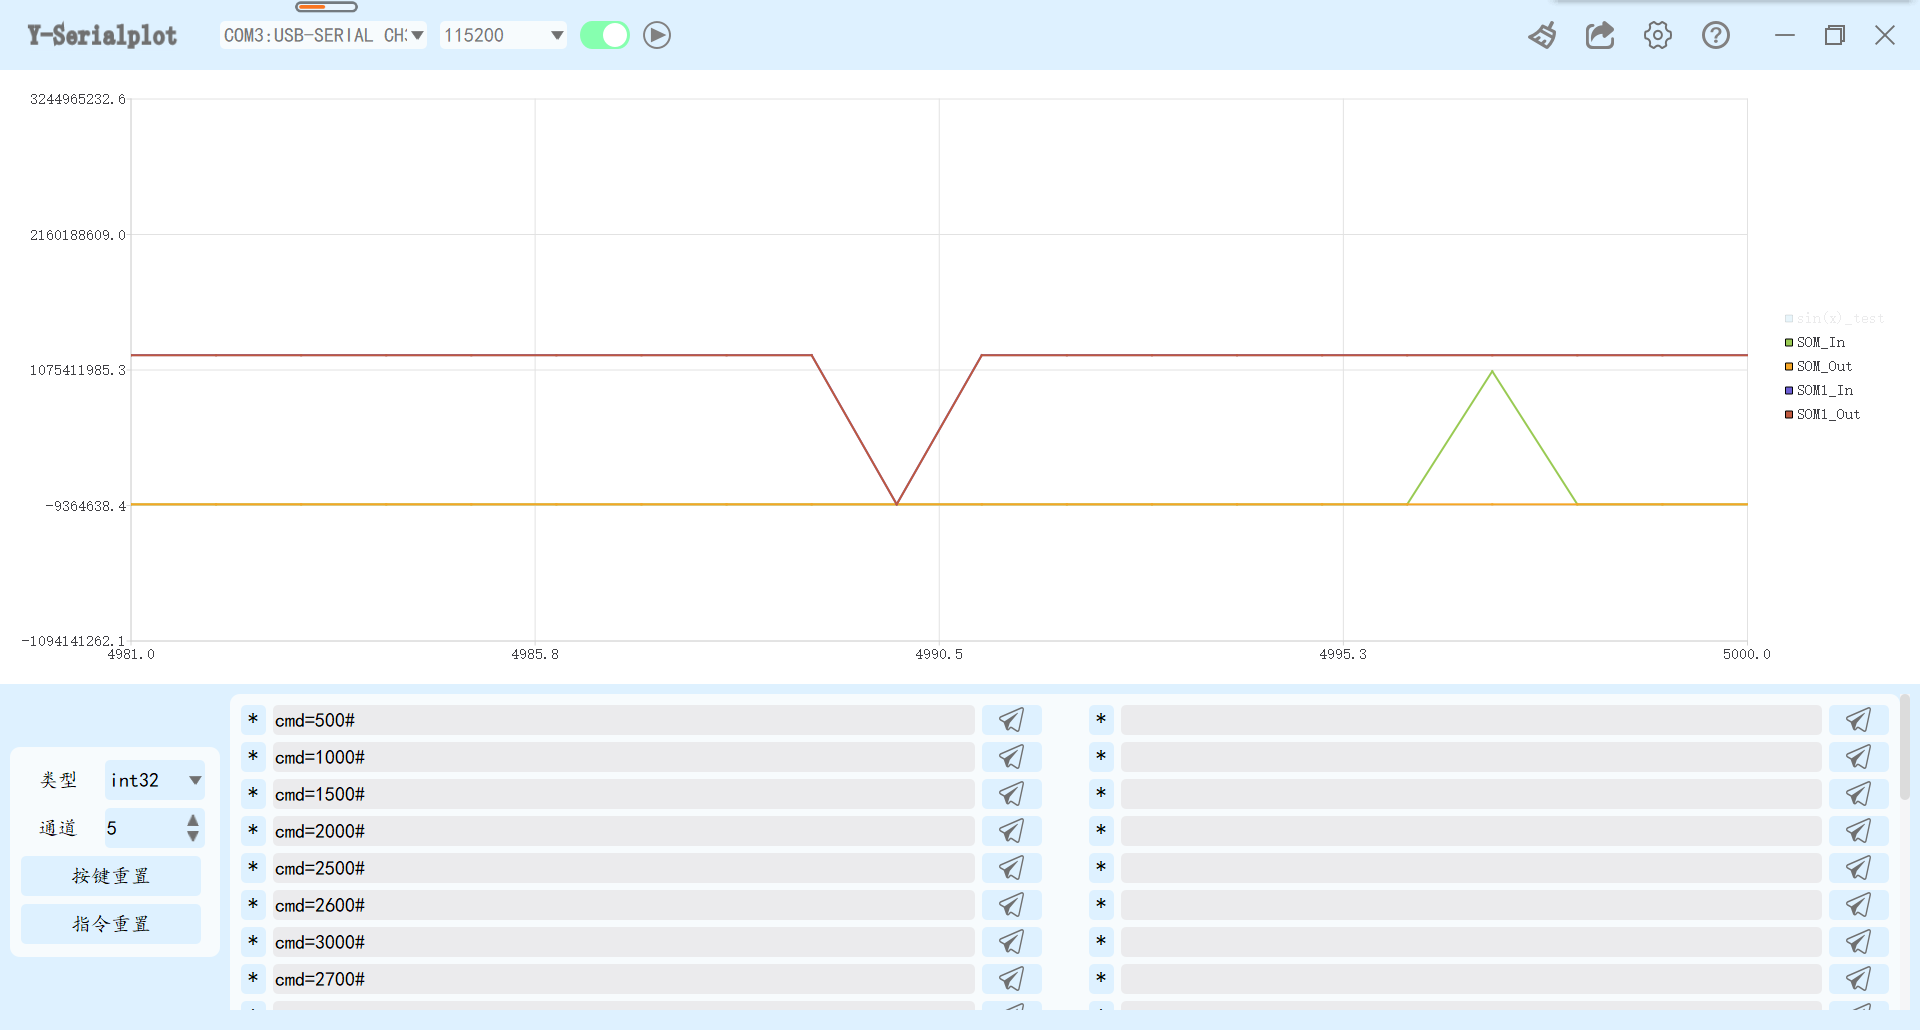 Y-Serialplot
COM3:USB-SERIAL CH
115200
3244965232.6
2160188609.0
1075411985.3
-9364638.4
-1094141262.1
4981.0
4985.8
4990.5
4995.3
5000.0
sin(x)_test
SOM_In
SOM_Out
SOM1_In
SOM1_Out
类型
int32
通道
5
按键重置
指令重置
* cmd=500# *
* cmd=1000# *
* cmd=1500# *
* cmd=2000# *
* cmd=2500# *
* cmd=2600# *
* cmd=3000# *
* cmd=2700# *